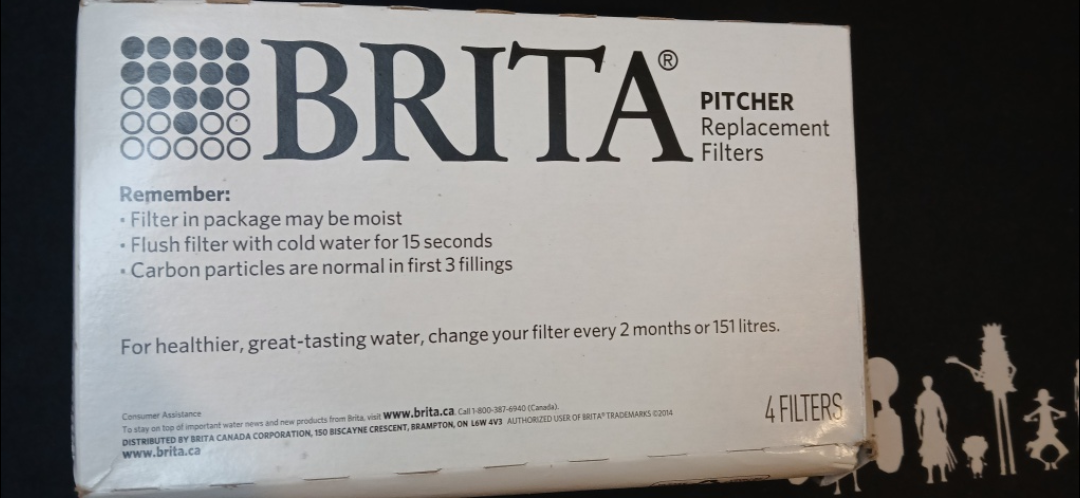 BRITA®
PITCHER
Replacement
Filters
Remember:
· Filter in package may be moist
· Flush filter with cold water for 15 seconds
· Carbon particles are normal in first 3 fillings
For healthier, great-tasting water, change your filter every 2 months or 151 litres.
Consumer Assistance
To stay on top of important water news and new products from Brita, visit www.brita.ca. Call 1-800-387-6940 (Canada).
DISTRIBUTED BY BRITA CANADA CORPORATION, 150 BISCAYNE CRESCENT, BRAMPTON, ON L6W 4V3 AUTHORIZED USER OF BRITA® TRADEMARKS ©2014
www.brita.ca
4 FILTERS